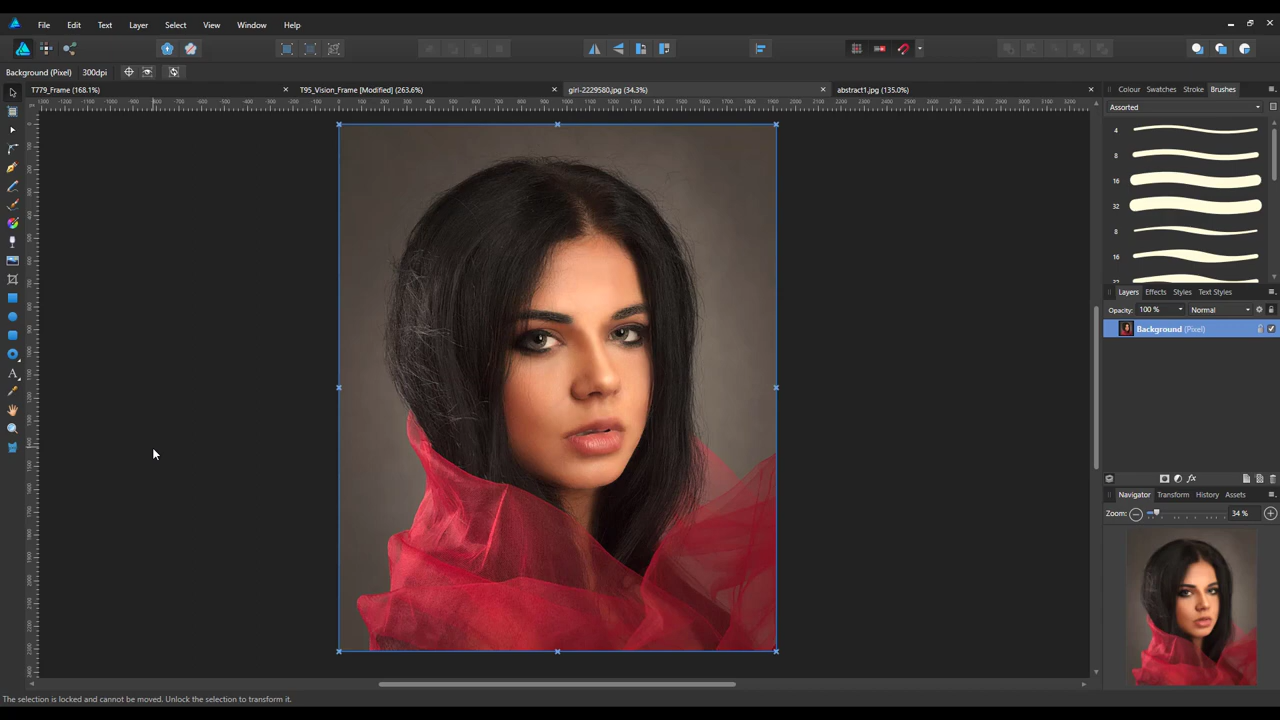 File Edit Text Layer Select View Window Help
Background (Pixel) 300dpi
T779_Frame (168.1%) T95_Vision_Frame [Modified] (263.6%) girl-2229580.jpg (34.3%) abstract1.jpg (135.0%)
Colour Swatches Stroke Brushes
Assorted
4
8
16
32
8
16
32
Layers Effects Styles Text Styles
Opacity: 100 % Normal
Background (Pixel)
Navigator Transform History Assets
Zoom: 34 %
The selection is locked and cannot be moved. Unlock the selection to transform it.